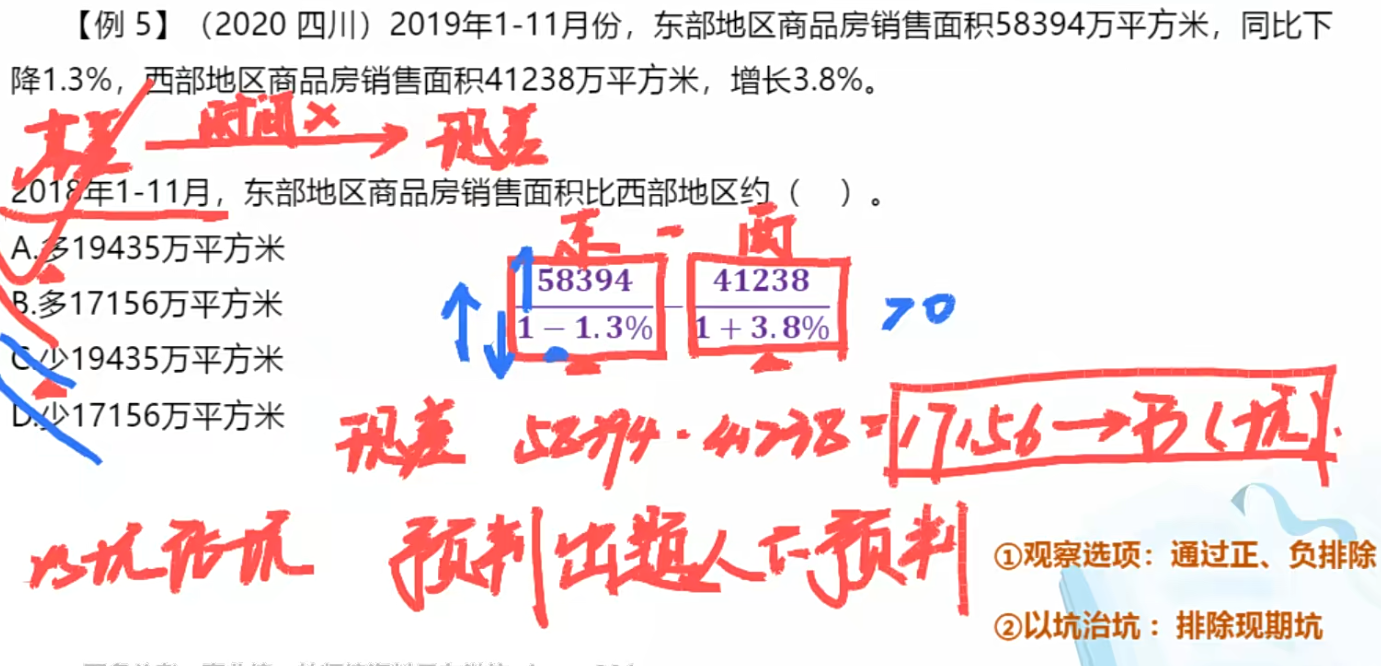 【例 5】（2020 四川）2019年1-11月份，东部地区商品房销售面积58394万平方米，同比下
降1.3%，西部地区商品房销售面积41238万平方米，增长3.8%。
时间× 现差
2018年1-11月，东部地区商品房销售面积比西部地区约（ ）。
A.多19435万平方米
B.多17156万平方米
C.少19435万平方米
D.少17156万平方米
东 - 西
58394/1 − 1.3% − 41238/1 + 3.8% >0
现差 58394-41238=17156→B(坑)
以坑治坑 预判出题人的预判
①观察选项：通过正、负排除
②以坑治坑：排除现期坑